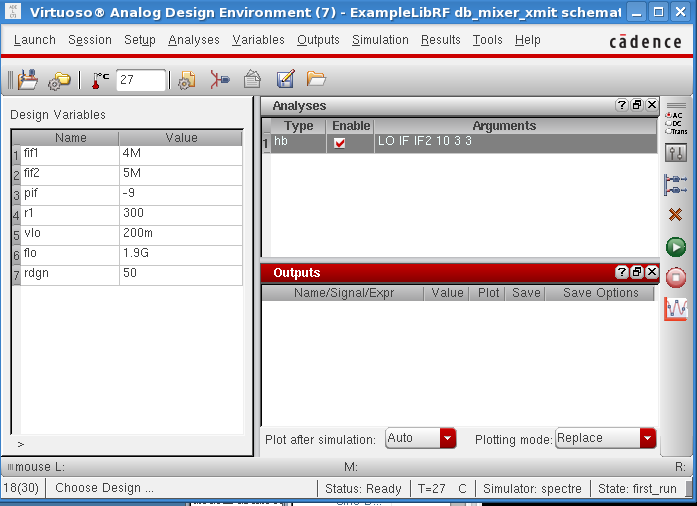 Virtuoso® Analog Design Environment (7) - ExampleLibRF db_mixer_xmit schemat
Launch Session Setup Analyses Variables Outputs Simulation Results Tools Help
cādence
°C 27
Design Variables
Name Value
1 fif1 4M
2 fif2 5M
3 pif -9
4 r1 300
5 vlo 200m
6 flo 1.9G
7 rdgn 50
>
Analyses
Type Enable Arguments
1 hb LO IF IF2 10 3 3
Outputs
Name/Signal/Expr Value Plot Save Save Options
Plot after simulation: Auto Plotting mode: Replace
AC
DC
Trans
mouse L: M: R:
18(30) Choose Design ... Status: Ready T=27 C Simulator: spectre State: first_run